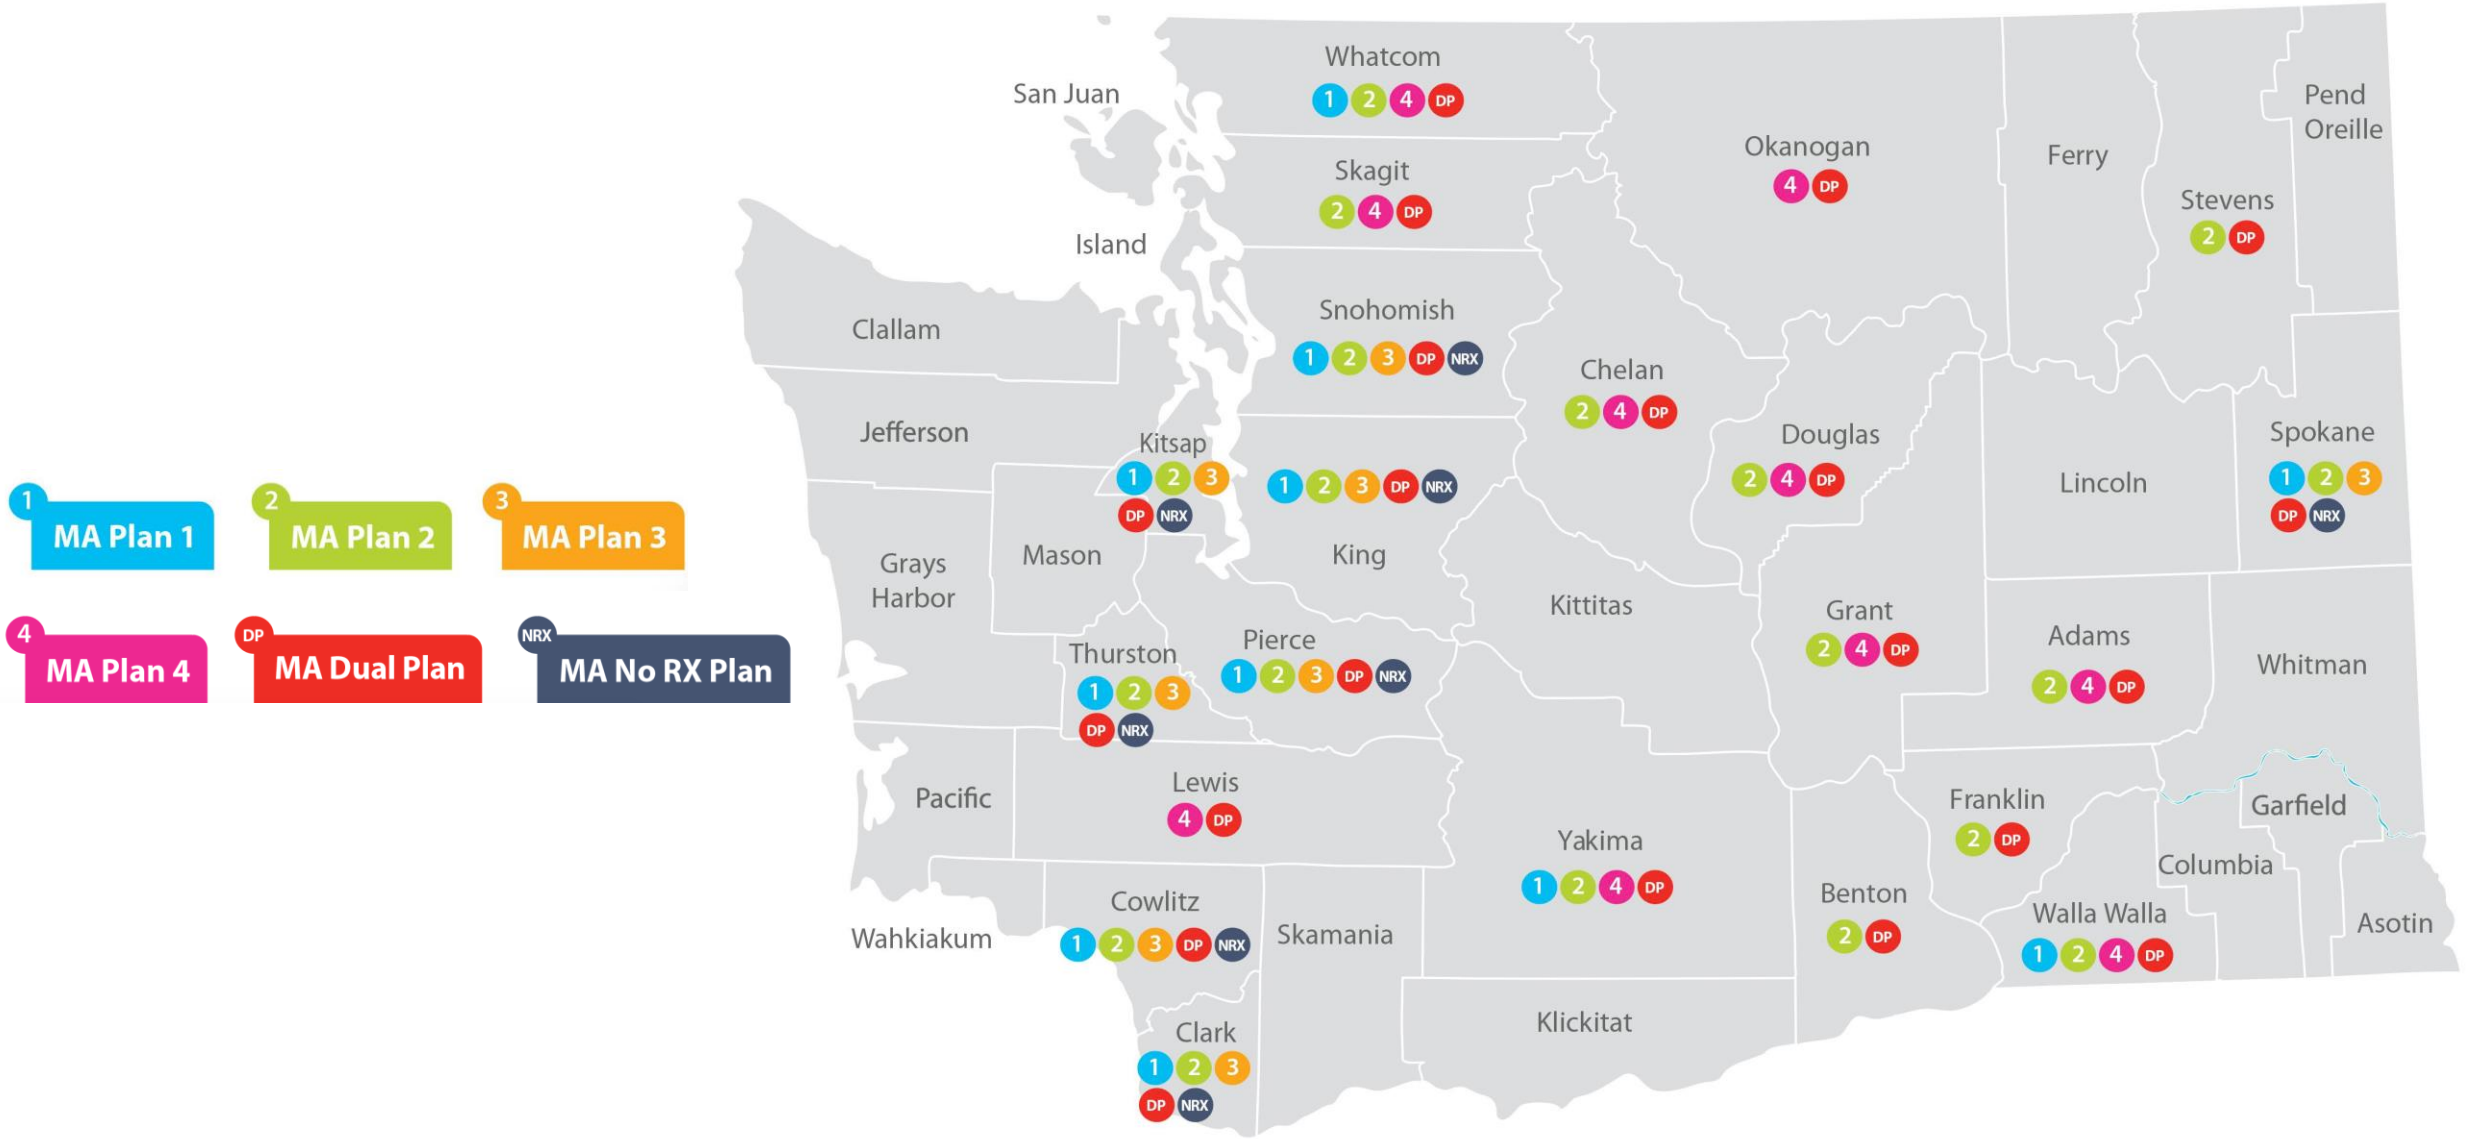 1
MA Plan 1
2
MA Plan 2
3
MA Plan 3
4
MA Plan 4
DP
MA Dual Plan
NRX
MA No RX Plan
San Juan
Island
Whatcom
1 2 4 DP
Skagit
2 4 DP
Snohomish
1 2 3 DP NRX
Okanogan
4 DP
Ferry
Stevens
2 DP
Pend
Oreille
Clallam
Jefferson
Kitsap
1 2 3
DP NRX
1 2 3 DP NRX
King
Chelan
2 4 DP
Douglas
2 4 DP
Lincoln
Spokane
1 2 3
DP NRX
Grays
Harbor
Mason
Thurston
1 2 3
DP NRX
Pierce
1 2 3 DP NRX
Kittitas
Grant
2 4 DP
Adams
2 4 DP
Whitman
Pacific
Lewis
4 DP
Yakima
1 2 4 DP
Benton
2 DP
Franklin
2 DP
Walla Walla
1 2 4 DP
Columbia
Garfield
Asotin
Wahkiakum
Cowlitz
1 2 3 DP NRX
Skamania
Clark
1 2 3
DP NRX
Klickitat